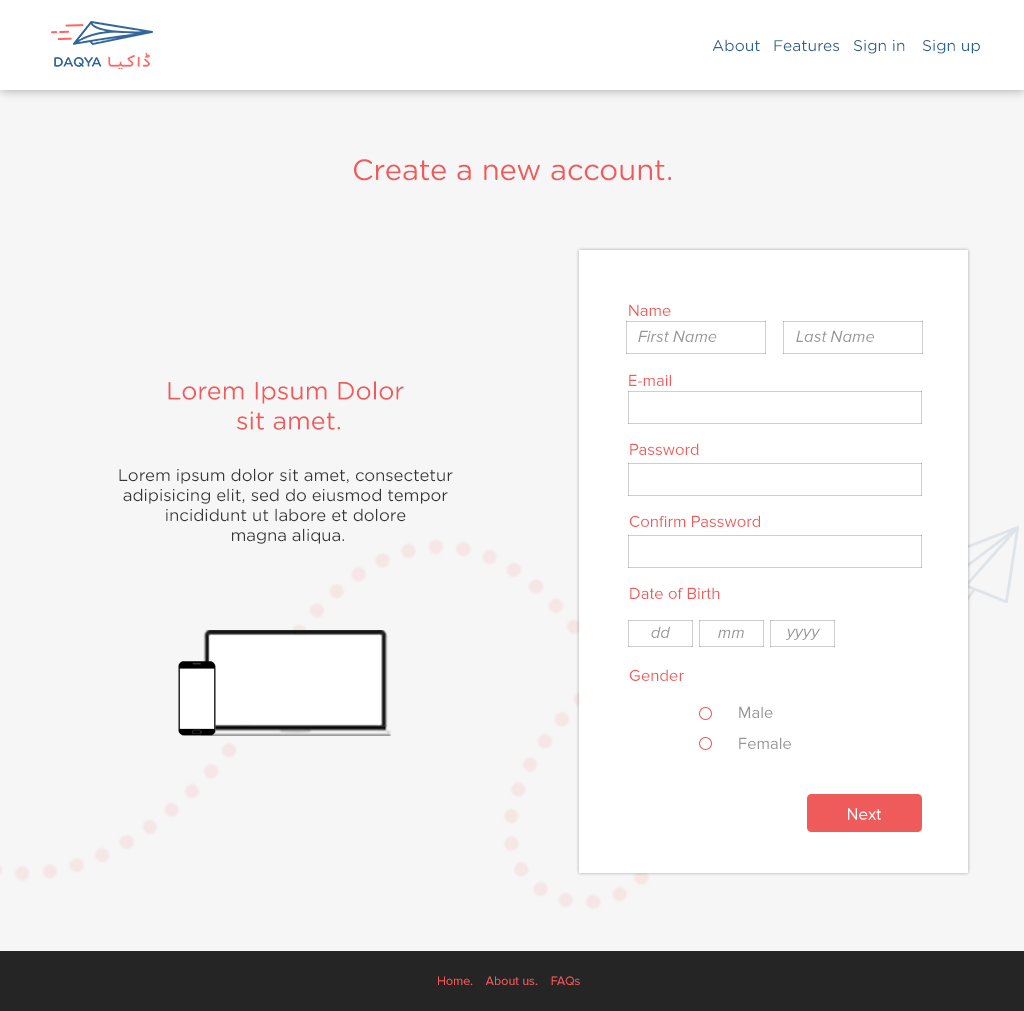 DAQYA ڈاکیا
About Features Sign in Sign up
Create a new account.
Lorem Ipsum Dolor
sit amet.
Lorem ipsum dolor sit amet, consectetur
adipisicing elit, sed do eiusmod tempor
incididunt ut labore et dolore
magna aliqua.
Name
First Name Last Name
E-mail
Password
Confirm Password
Date of Birth
dd mm yyyy
Gender
Male
Female
Next
Home. About us. FAQs